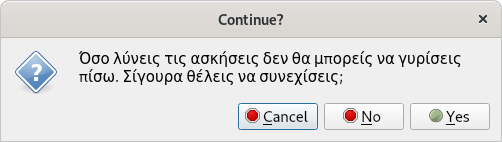 Continue?
Όσο λύνεις τις ασκήσεις δεν θα μπορείς να γυρίσεις
πίσω. Σίγουρα θέλεις να συνεχίσεις;
Cancel No Yes